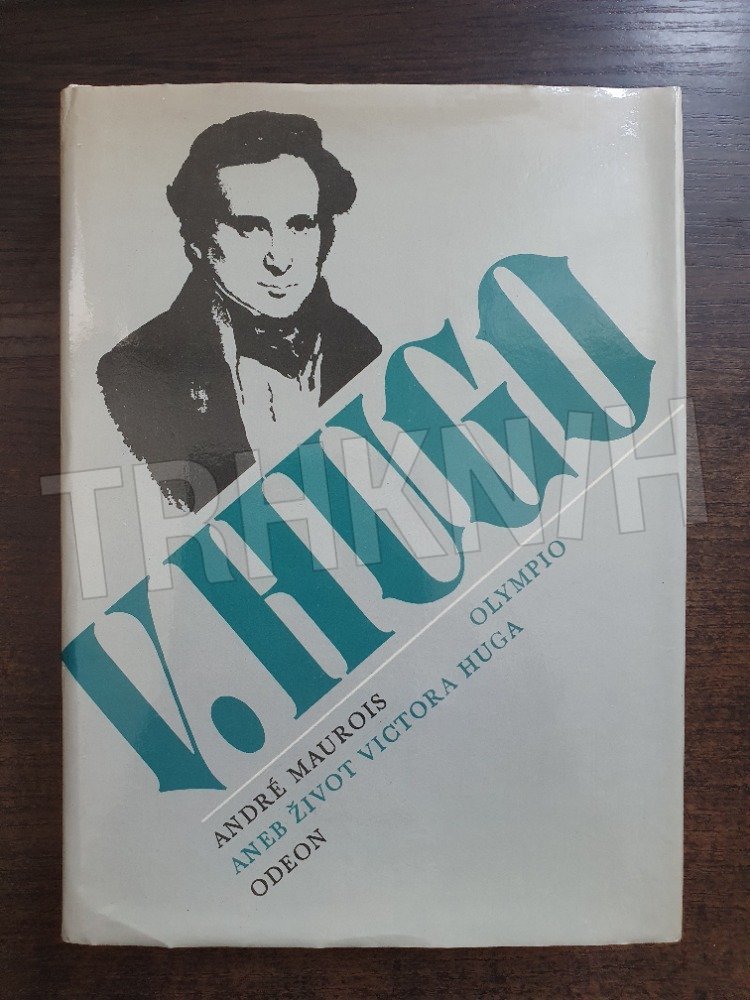 V. HUGO
ANDRÉ MAUROIS OLYMPIO
ANEB ŽIVOT VICTORA HUGA
ODEON
TRHKNIH